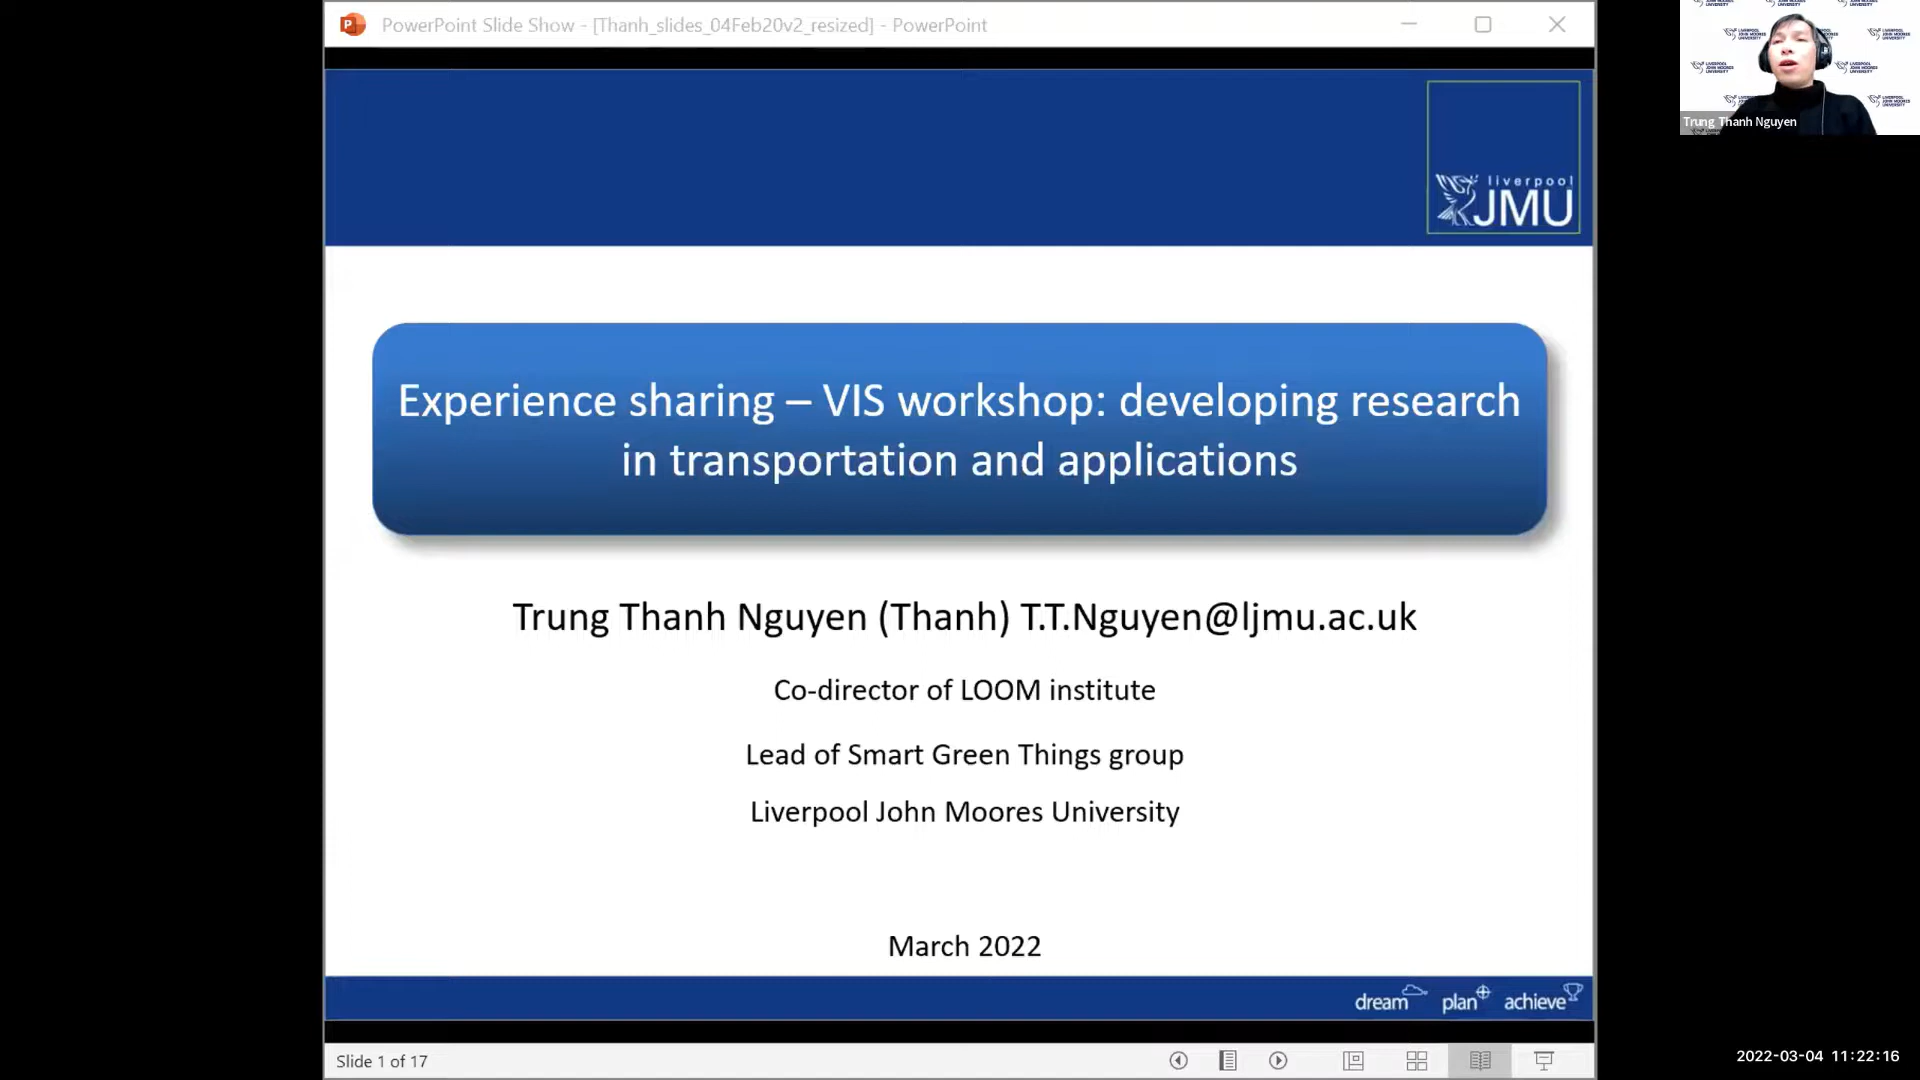 PowerPoint Slide Show - [Thanh_slides_04Feb20v2_resized] - PowerPoint
liverpool
JMU
Experience sharing – VIS workshop: developing research
in transportation and applications
Trung Thanh Nguyen (Thanh) T.T.Nguyen@ljmu.ac.uk
Co-director of LOOM institute
Lead of Smart Green Things group
Liverpool John Moores University
March 2022
dream plan achieve
Slide 1 of 17
Trung Thanh Nguyen
2022-03-04 11:22:16